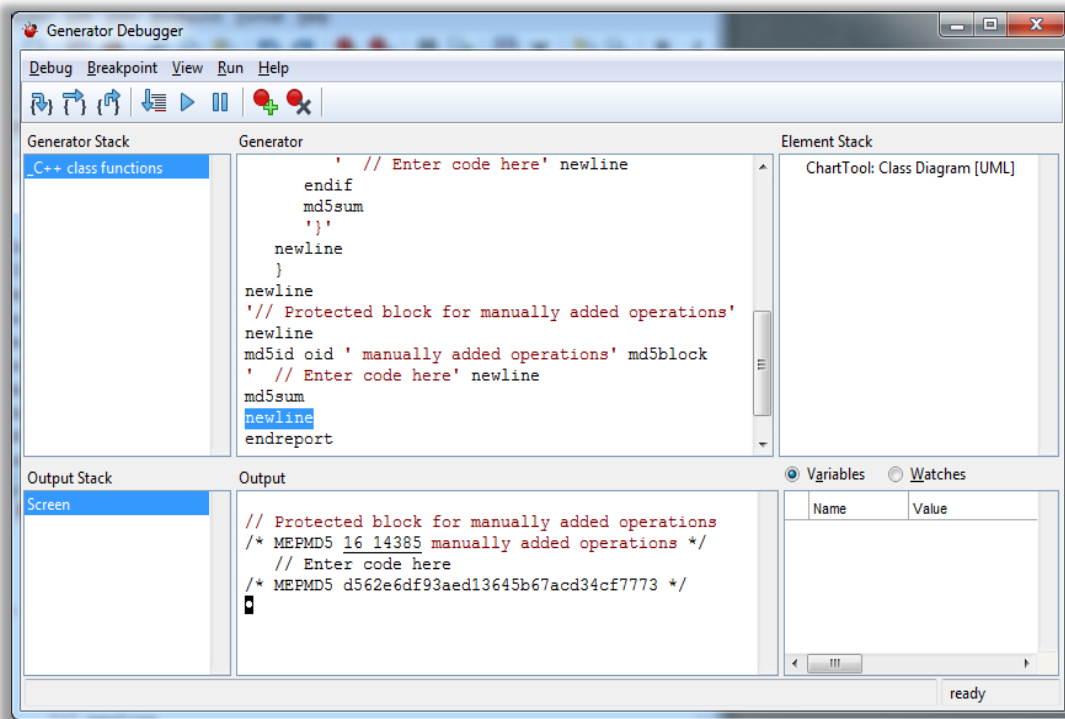 Generator Debugger
Debug Breakpoint View Run Help
Generator Stack
_C++ class functions
Generator
' // Enter code here' newline
endif
md5sum
'}'
newline
}
newline
'// Protected block for manually added operations'
newline
md5id oid ' manually added operations' md5block
' // Enter code here' newline
md5sum
newline
endreport
Element Stack
ChartTool: Class Diagram [UML]
Output Stack
Screen
Output
// Protected block for manually added operations
/* MEPMD5 16 14385 manually added operations */
// Enter code here
/* MEPMD5 d562e6df93aed13645b67acd34cf7773 */
Variables Watches
Name Value
ready